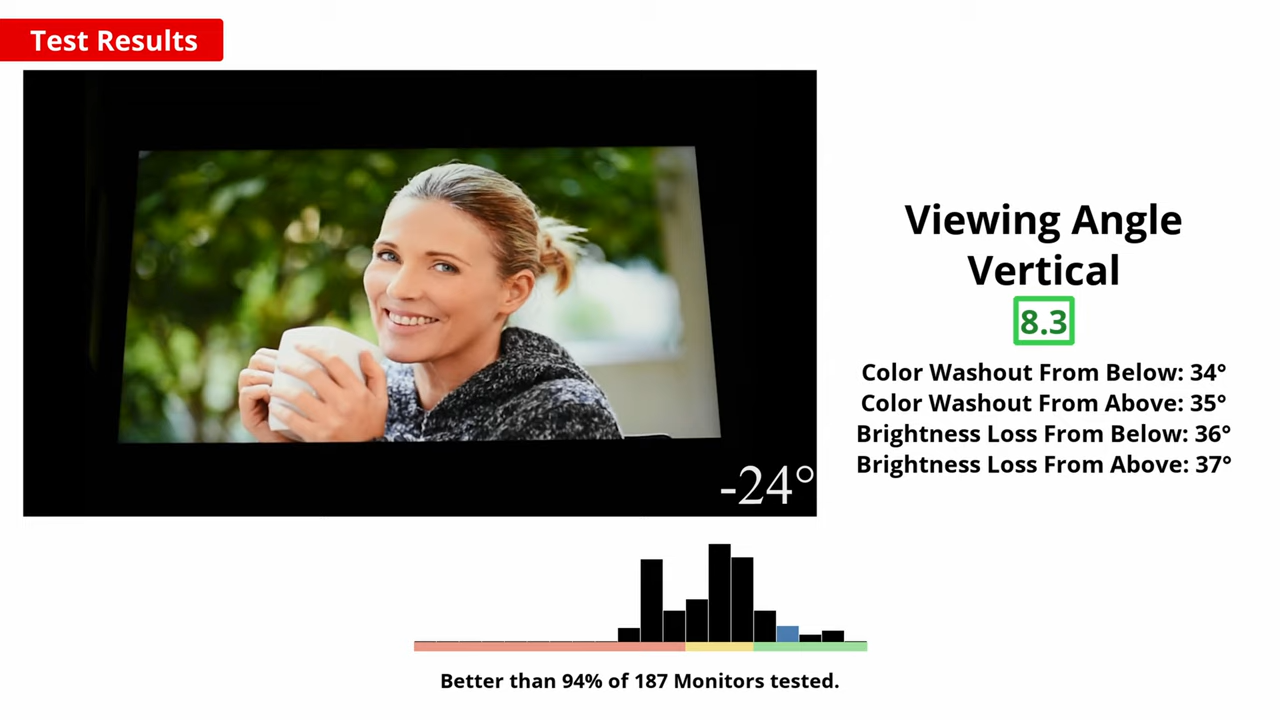 Test Results
-24°
Viewing Angle
Vertical
8.3
Color Washout From Below: 34°
Color Washout From Above: 35°
Brightness Loss From Below: 36°
Brightness Loss From Above: 37°
Better than 94% of 187 Monitors tested.